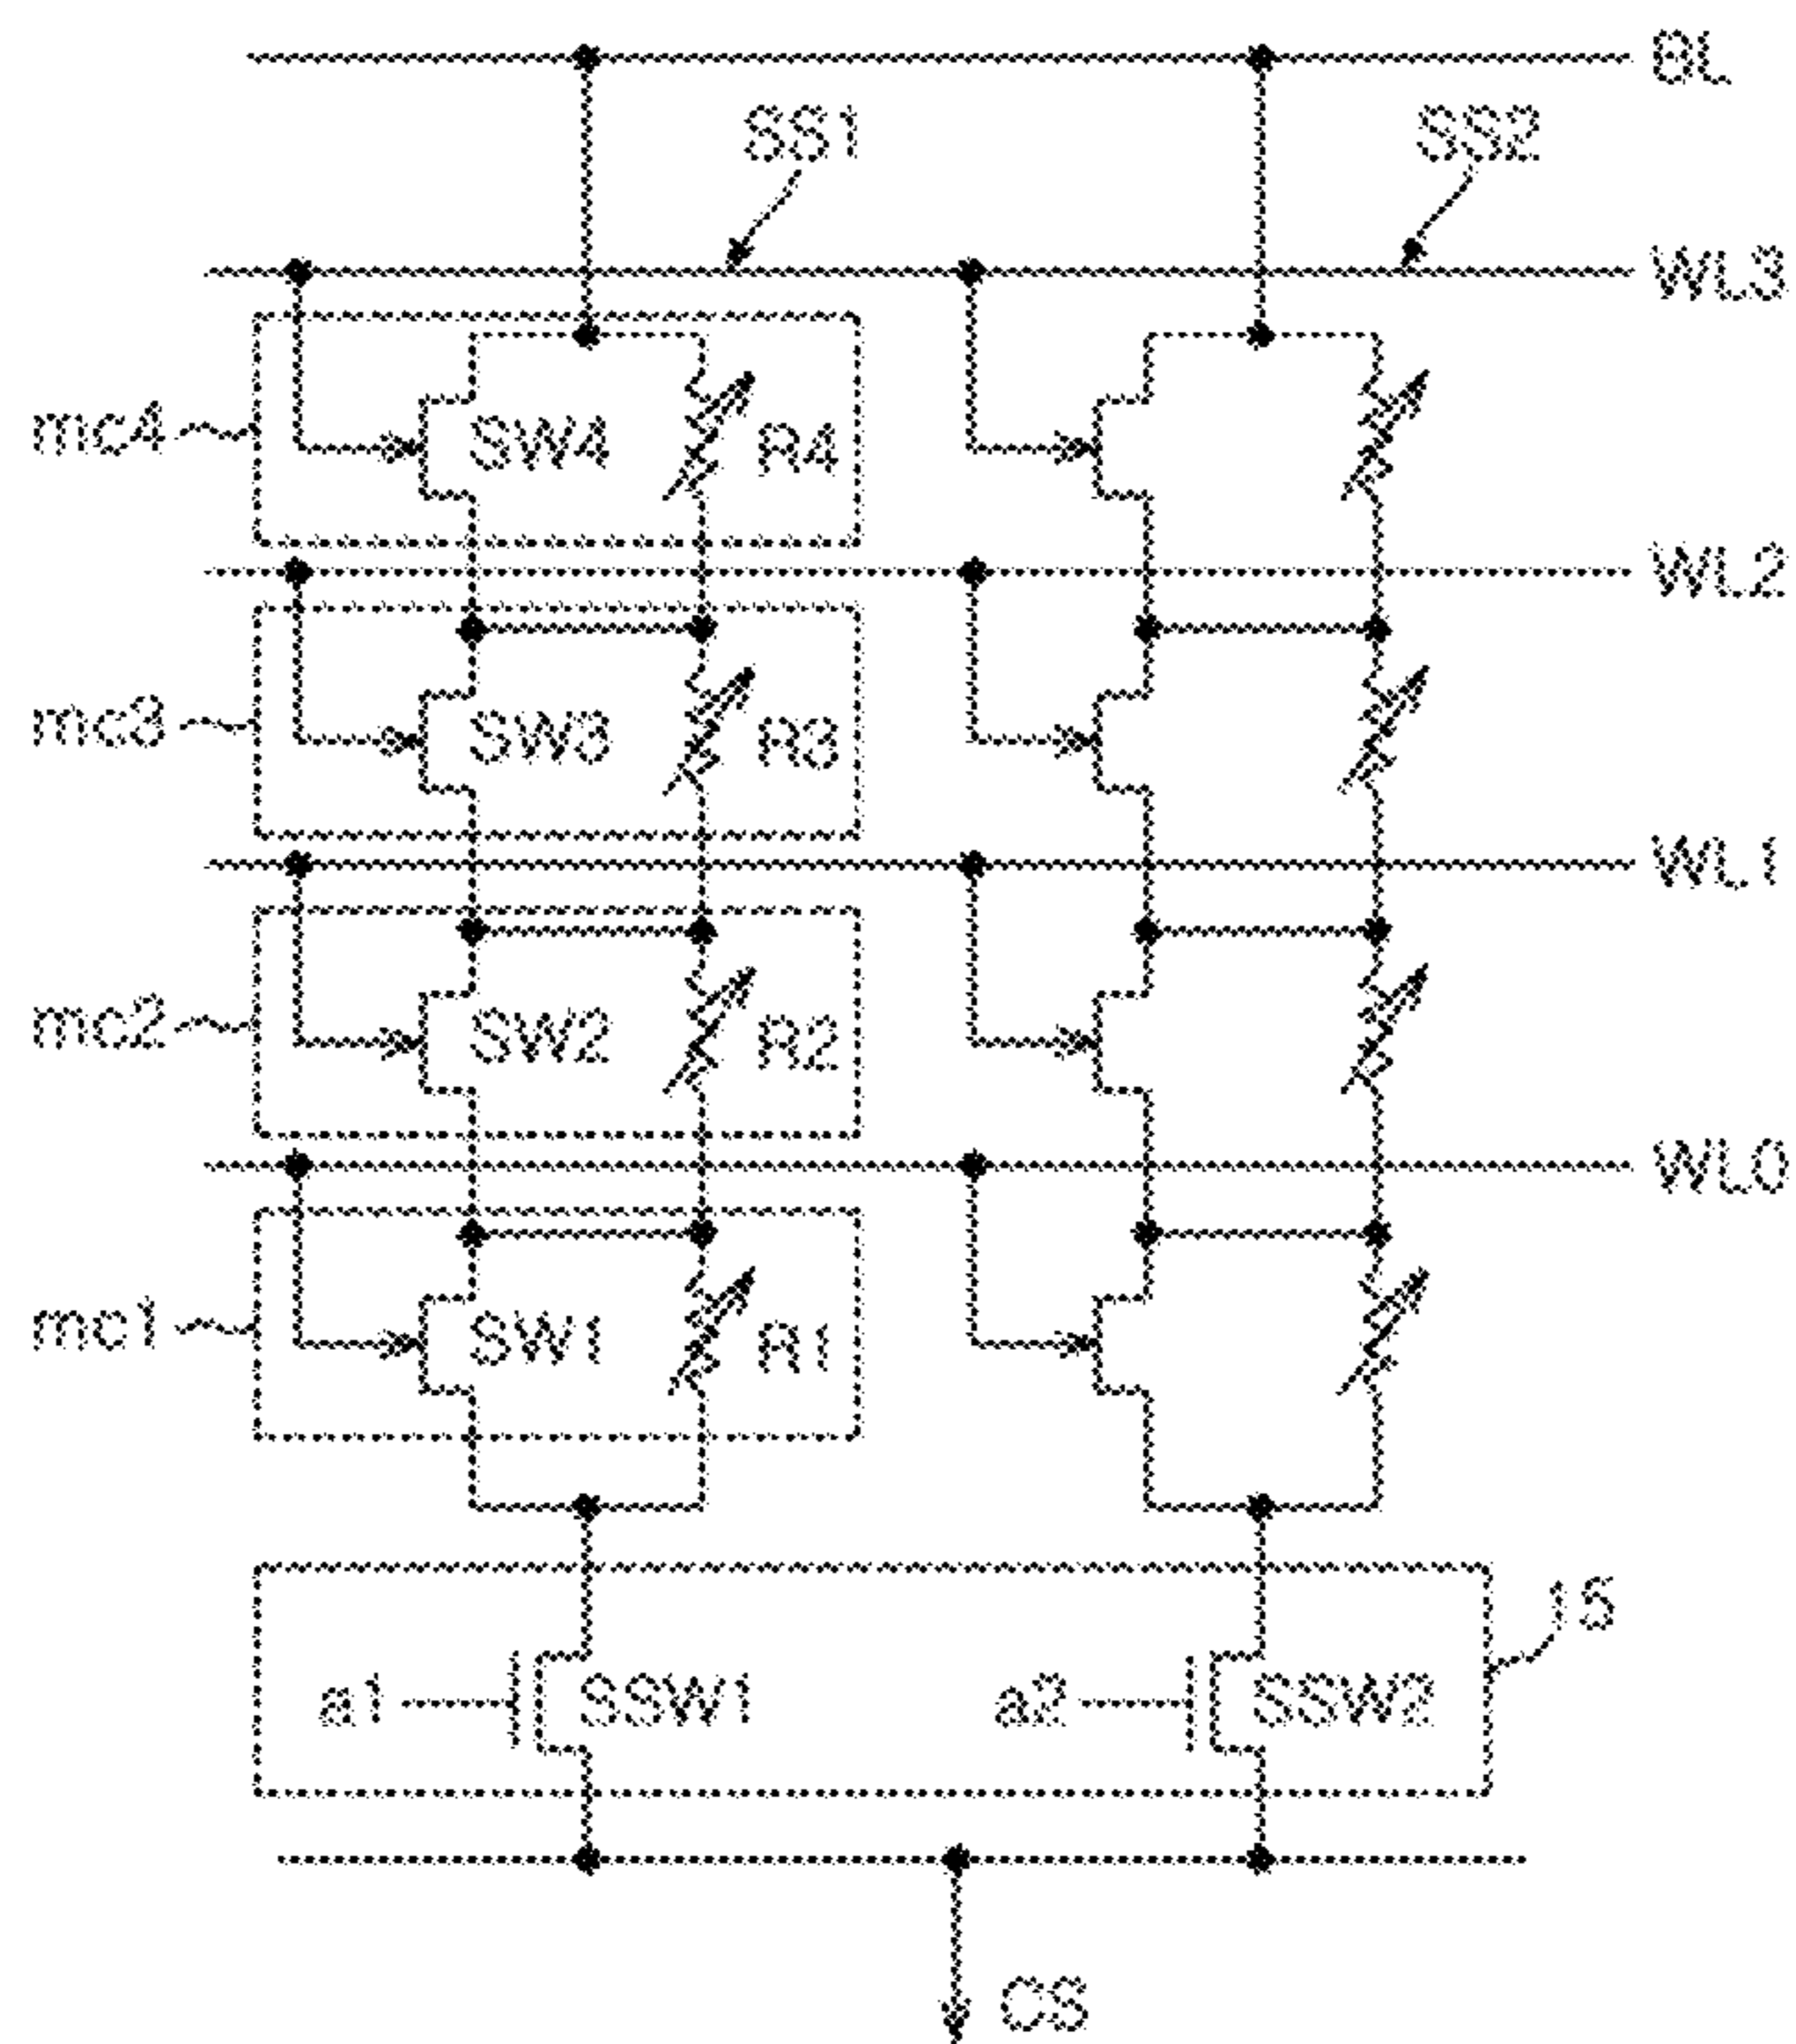 BL
SS1 SS2
WL3
mc4 SW4 R4
WL2
mc3 SW3 R3
WL1
mc2 SW2 R2
WL0
mc1 SW1 R1
15
a1 SSW1 a2 SSW2
CS